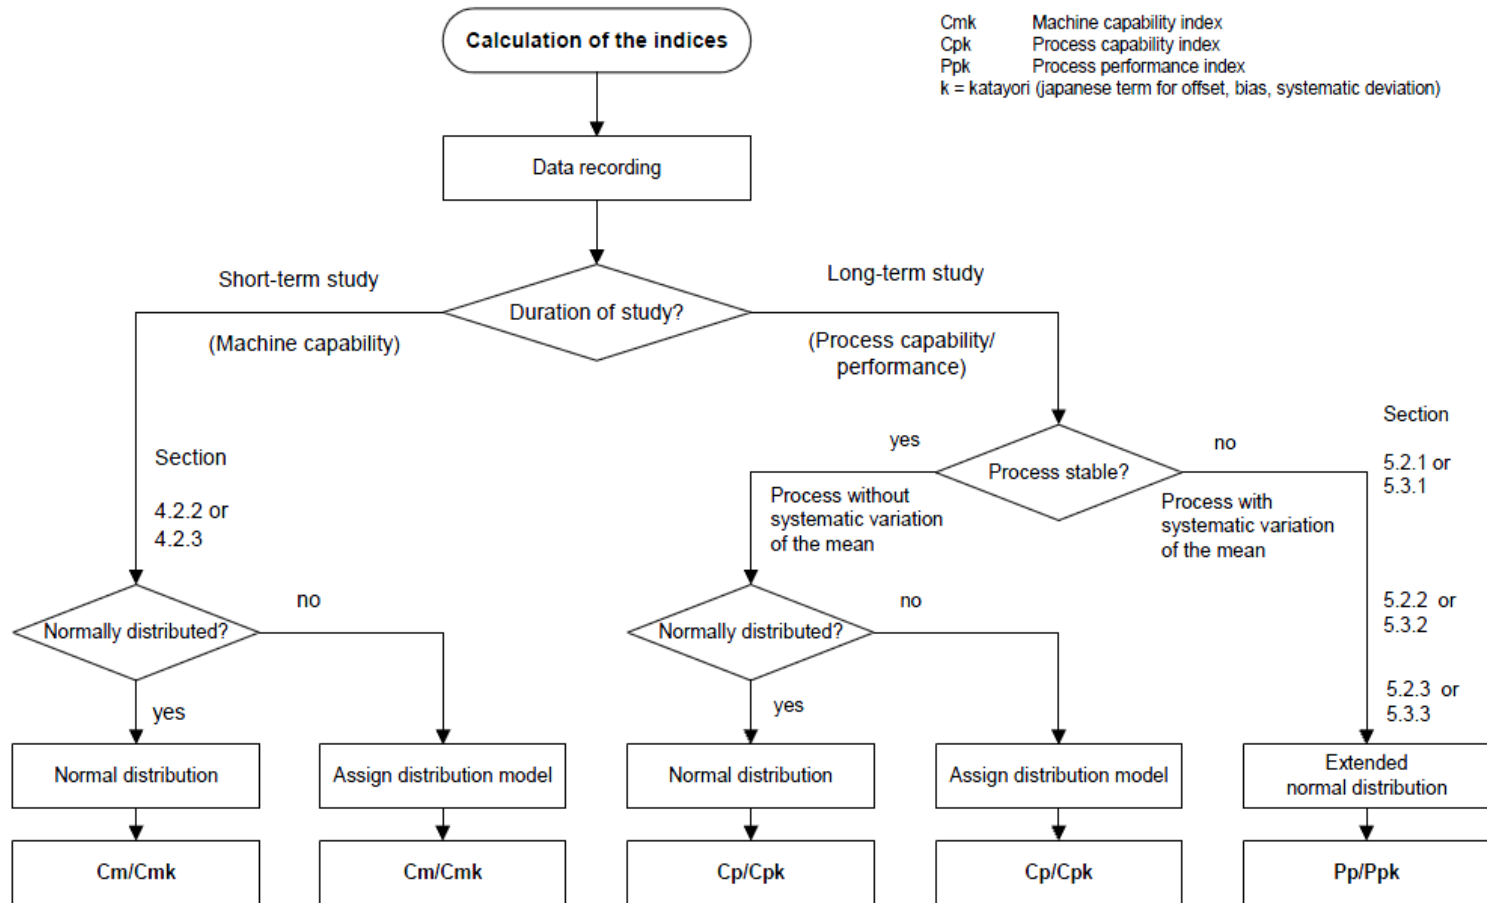 Calculation of the indices
Cmk Machine capability index
Cpk Process capability index
Ppk Process performance index
k = katayori (japanese term for offset, bias, systematic deviation)
Data recording
Short-term study
Long-term study
Duration of study?
(Machine capability)
(Process capability/
performance)
Section
4.2.2 or
4.2.3
yes
no
Process stable?
Process without
systematic variation
of the mean
Process with
systematic variation
of the mean
Section
5.2.1 or
5.3.1
5.2.2 or
5.3.2
5.2.3 or
5.3.3
Normally distributed?
no
yes
Normally distributed?
no
yes
Normal distribution
Assign distribution model
Normal distribution
Assign distribution model
Extended
normal distribution
Cm/Cmk
Cm/Cmk
Cp/Cpk
Cp/Cpk
Pp/Ppk